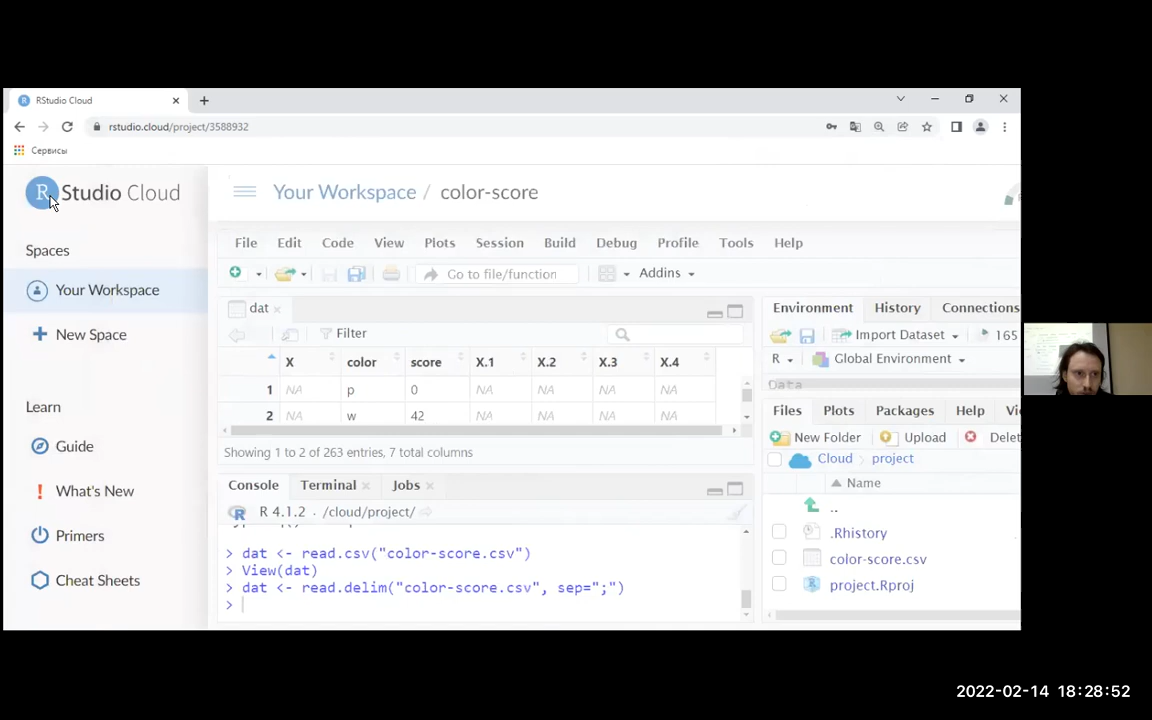 RStudio Cloud
rstudio.cloud/project/3588932
Сервисы
R Studio Cloud
Your Workspace / color-score
Spaces
Your Workspace
New Space
Learn
Guide
What's New
Primers
Cheat Sheets
File Edit Code View Plots Session Build Debug Profile Tools Help
Go to file/function Addins
dat
Filter
X color score X.1 X.2 X.3 X.4
1 NA p 0 NA NA NA NA
2 NA w 42 NA NA NA NA
Showing 1 to 2 of 263 entries, 7 total columns
Console Terminal Jobs
R 4.1.2 . /cloud/project/
> dat <- read.csv("color-score.csv")
> View(dat)
> dat <- read.delim("color-score.csv", sep=";")
>
Environment History Connections
Import Dataset 165
R Global Environment
Data
Files Plots Packages Help Vi
New Folder Upload Delet
Cloud project
Name
..
.Rhistory
color-score.csv
project.Rproj
2022-02-14 18:28:52